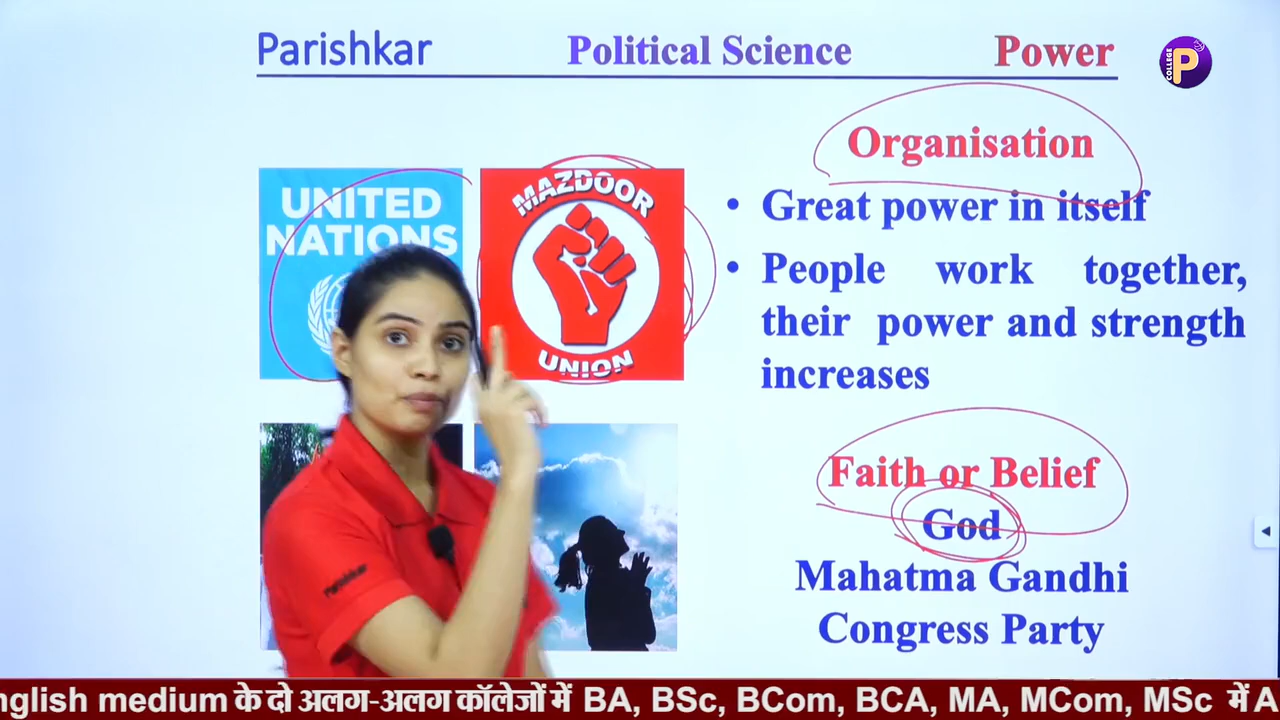 Parishkar Political Science Power
COLLEGE P
UNITED
NATIONS
MAZDOOR
UNION
Organisation
• Great power in itself
• People work together,
their power and strength
increases
Faith or Belief
God
Mahatma Gandhi
Congress Party
Parishkar
nglish medium के दो अलग-अलग कॉलेजों में BA, BSc, BCom, BCA, MA, MCom, MSc में A